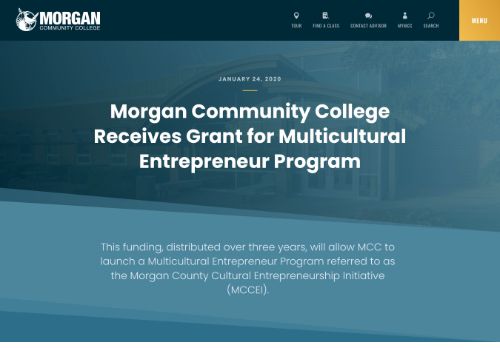 MORGAN
COMMUNITY COLLEGE
TOUR
FIND A CLASS
CONTACT ADVISOR
MYMCC
SEARCH
MENU
JANUARY 24, 2020
Morgan Community College
Receives Grant for Multicultural
Entrepreneur Program
This funding, distributed over three years, will allow MCC to
launch a Multicultural Entrepreneur Program referred to as
the Morgan County Cultural Entrepreneurship Initiative
(MCCEI).